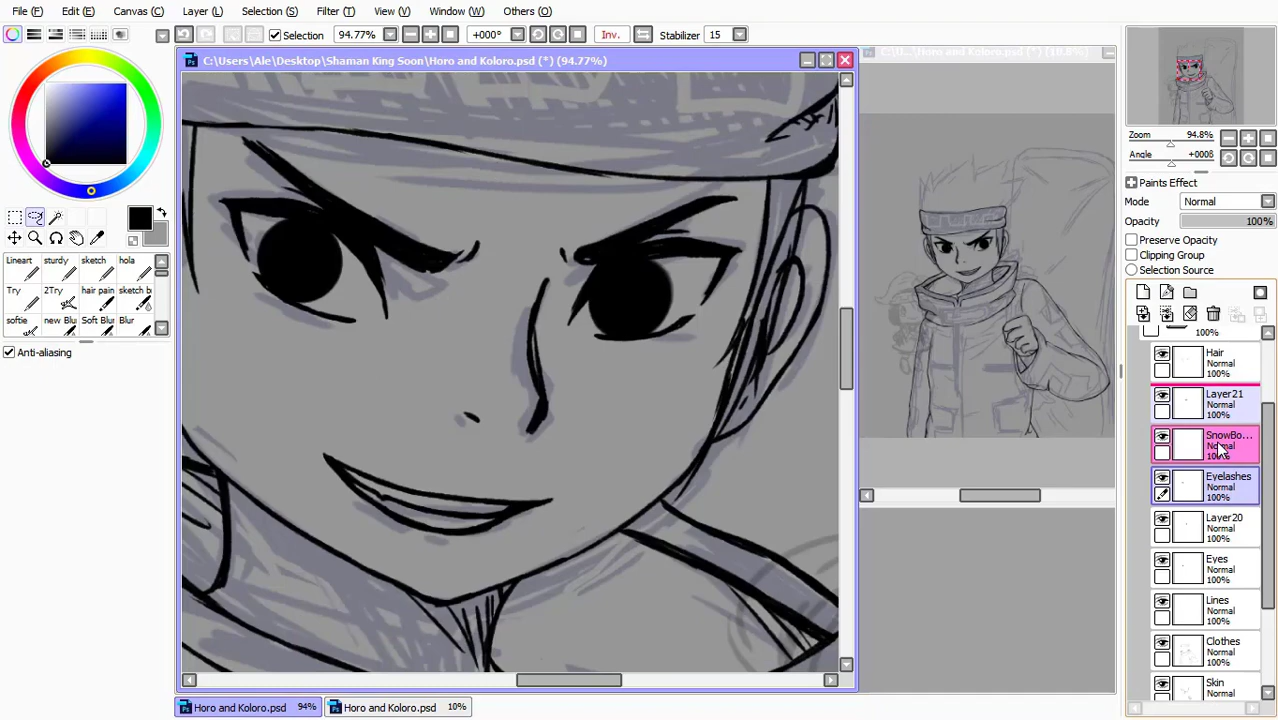 File (F) Edit (E) Canvas (C) Layer (L) Selection (S) Filter (T) View (V) Window (W) Others (O)
Selection 94.77% +000° Inv. Stabilizer 15
C:\Users\Ale\Desktop\Shaman King Soon\Horo and Koloro.psd (*) (94.77%)
Zoom 94.8%
Angle +000ß
Paints Effect
Mode Normal
Opacity 100%
Preserve Opacity
Clipping Group
Selection Source
Lineart sturdy sketch hola
Try 2Try hair pain sketch b
softie new Blu Soft Blu Blur
Anti-aliasing
100%
Hair
Normal
100%
Layer21
Normal
100%
SnowBo...
Normal
100%
Eyelashes
Normal
100%
Layer20
Normal
100%
Eyes
Normal
100%
Lines
Normal
100%
Clothes
Normal
100%
Skin
Normal
Horo and Koloro.psd 94% Horo and Koloro.psd 10%